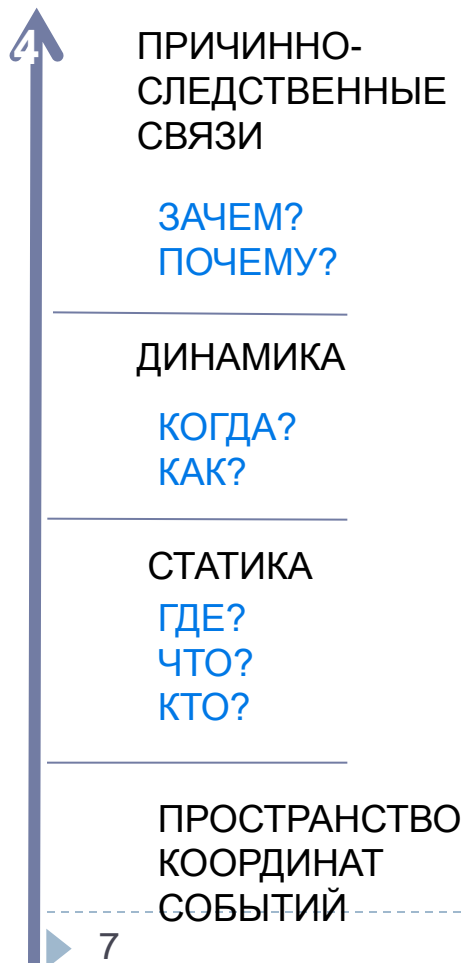 4
ПРИЧИННО-
СЛЕДСТВЕННЫЕ
СВЯЗИ
ЗАЧЕМ?
ПОЧЕМУ?
ДИНАМИКА
КОГДА?
КАК?
СТАТИКА
ГДЕ?
ЧТО?
КТО?
ПРОСТРАНСТВО
КООРДИНАТ
СОБЫТИЙ
7